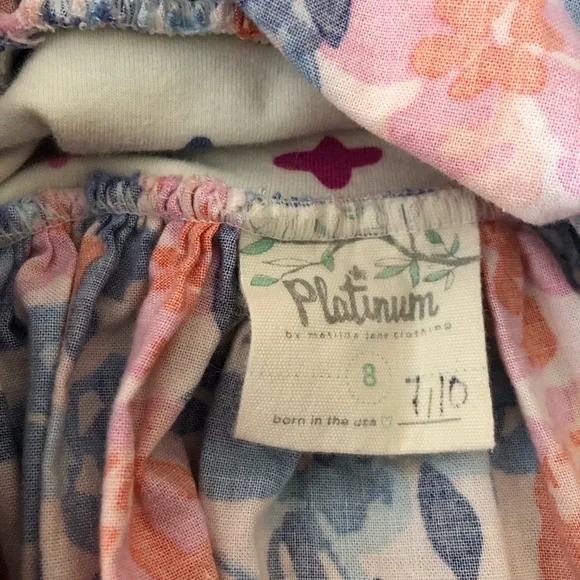 Platinum
by matilda jane clothing
8
7/10
born in the usa